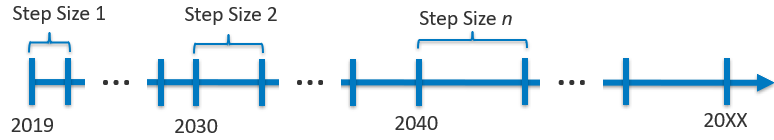 Step Size 1
Step Size 2
Step Size n
... ... ...
2019
2030
2040
20XX